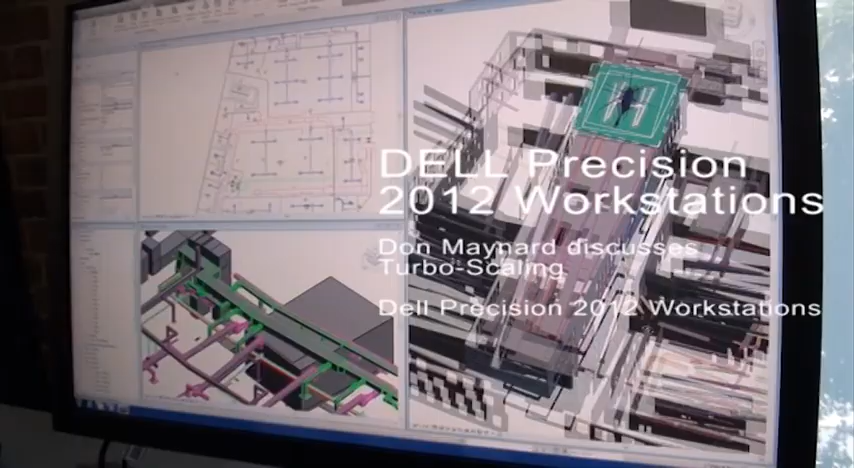 DELL Precision
2012 Workstations
Don Maynard discusses
Turbo-Scaling
Dell Precision 2012 Workstations
H